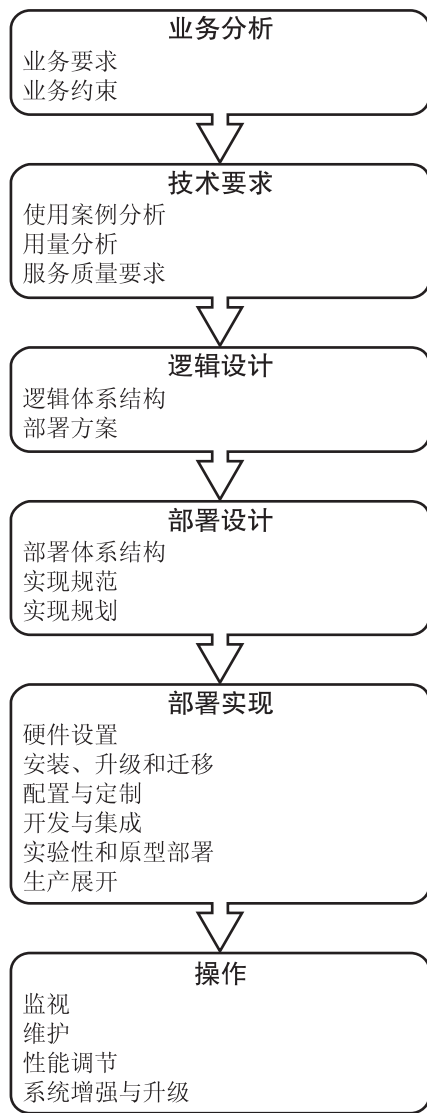 业务分析
业务要求
业务约束
技术要求
使用案例分析
用量分析
服务质量要求
逻辑设计
逻辑体系结构
部署方案
部署设计
部署体系结构
实现规范
实现规划
部署实现
硬件设置
安装、升级和迁移
配置与定制
开发与集成
实验性和原型部署
生产展开
操作
监视
维护
性能调节
系统增强与升级